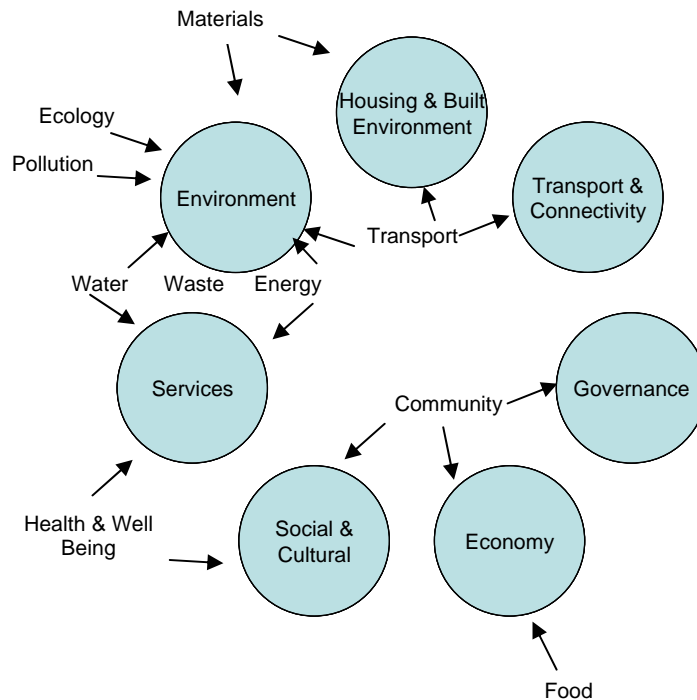 Materials
Housing & Built
Environment
Ecology
Pollution
Environment
Transport &
Connectivity
Transport
Water
Waste
Energy
Services
Community
Governance
Health & Well
Being
Social &
Cultural
Economy
Food